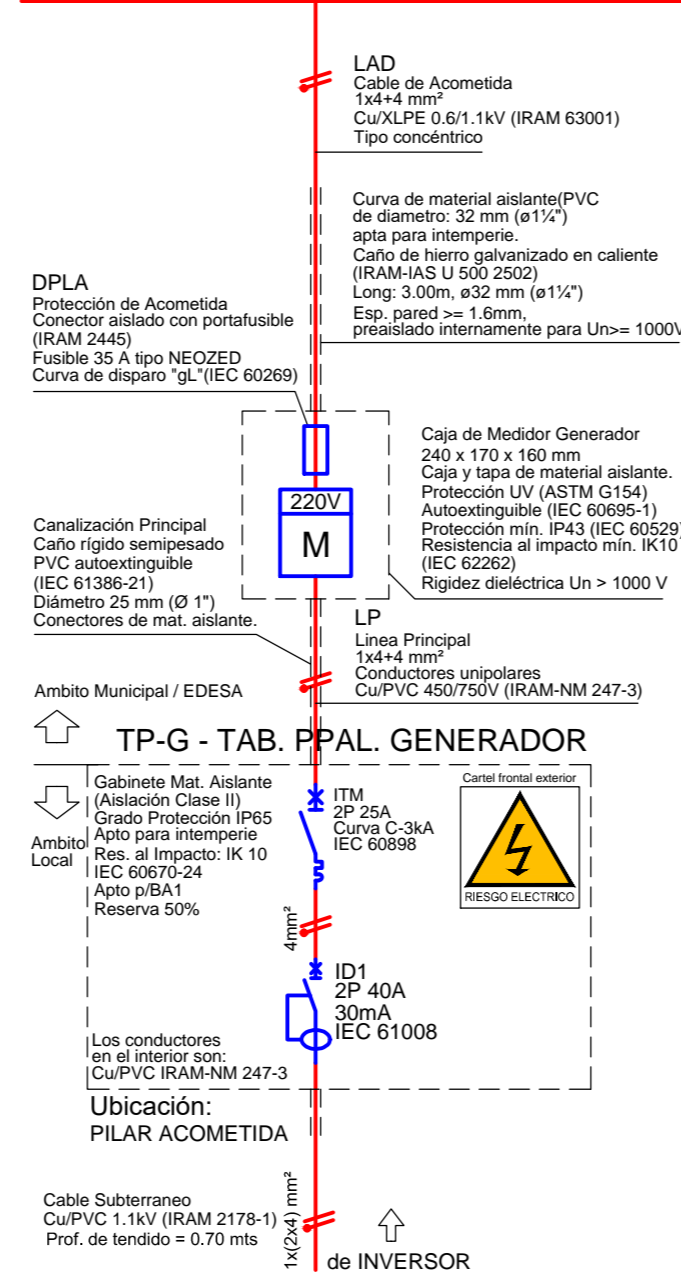 LAD
Cable de Acometida
1x4+4 mm²
Cu/XLPE 0.6/1.1kV (IRAM 63001)
Tipo concéntrico
Curva de material aislante(PVC
de diametro: 32 mm (ø1¼")
apta para intemperie.
Caño de hierro galvanizado en caliente
(IRAM-IAS U 500 2502)
Long: 3.00m, ø32 mm (ø1¼")
Esp. pared >= 1.6mm,
preaislado internamente para Un>= 1000V
DPLA
Protección de Acometida
Conector aislado con portafusible
(IRAM 2445)
Fusible 35 A tipo NEOZED
Curva de disparo "gL"(IEC 60269)
220V
M
Caja de Medidor Generador
240 x 170 x 160 mm
Caja y tapa de material aislante.
Protección UV (ASTM G154)
Autoextinguible (IEC 60695-1)
Protección mín. IP43 (IEC 60529)
Resistencia al impacto mín. IK10
(IEC 62262)
Rigidez dieléctrica Un > 1000 V
Canalización Principal
Caño rígido semipesado
PVC autoextinguible
(IEC 61386-21)
Diámetro 25 mm (Ø 1")
Conectores de mat. aislante.
LP
Linea Principal
1x4+4 mm²
Conductores unipolares
Cu/PVC 450/750V (IRAM-NM 247-3)
Ambito Municipal / EDESA
TP-G - TAB. PPAL. GENERADOR
Ambito
Local
Gabinete Mat. Aislante
(Aislación Clase II)
Grado Protección IP65
Apto para intemperie
Res. al Impacto: IK 10
IEC 60670-24
Apto p/BA1
Reserva 50%
ITM
2P 25A
Curva C-3kA
IEC 60898
Cartel frontal exterior
RIESGO ELECTRICO
4mm²
ID1
2P 40A
30mA
IEC 61008
Los conductores
en el interior son:
Cu/PVC IRAM-NM 247-3
Ubicación:
PILAR ACOMETIDA
Cable Subterraneo
Cu/PVC 1.1kV (IRAM 2178-1)
Prof. de tendido = 0.70 mts
1x(2x4) mm²
de INVERSOR